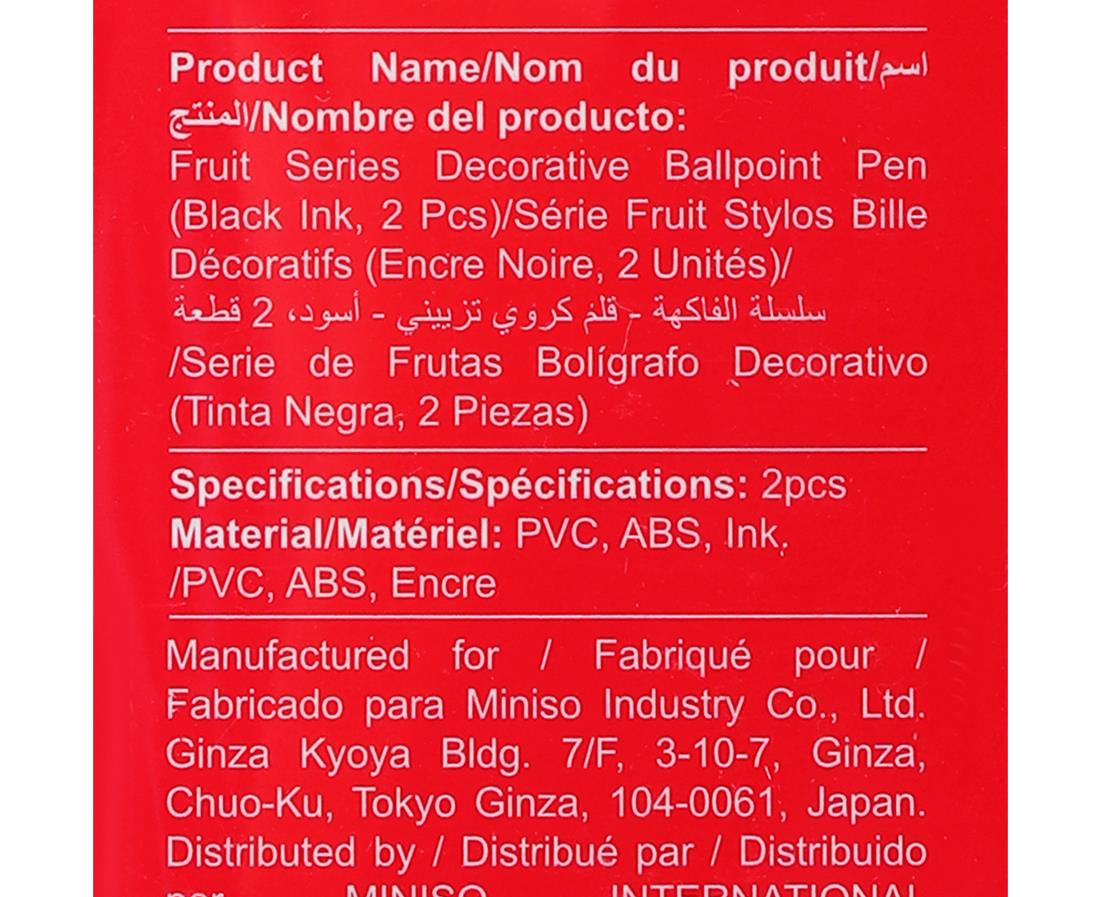 Product Name/Nom du produit/اسم
المنتج/Nombre del producto:
Fruit Series Decorative Ballpoint Pen
(Black Ink, 2 Pcs)/Série Fruit Stylos Bille
Décoratifs (Encre Noire, 2 Unités)/
سلسلة الفاكهة - قلم كروي تزييني - أسود، 2 قطعة
/Serie de Frutas Bolígrafo Decorativo
(Tinta Negra, 2 Piezas)
Specifications/Spécifications: 2pcs
Material/Matériel: PVC, ABS, Ink.
/PVC, ABS, Encre
Manufactured for / Fabriqué pour /
Fabricado para Miniso Industry Co., Ltd.
Ginza Kyoya Bldg. 7/F, 3-10-7, Ginza,
Chuo-Ku, Tokyo Ginza, 104-0061, Japan.
Distributed by / Distribué par / Distribuido
por MINISO INTERNATIONAL